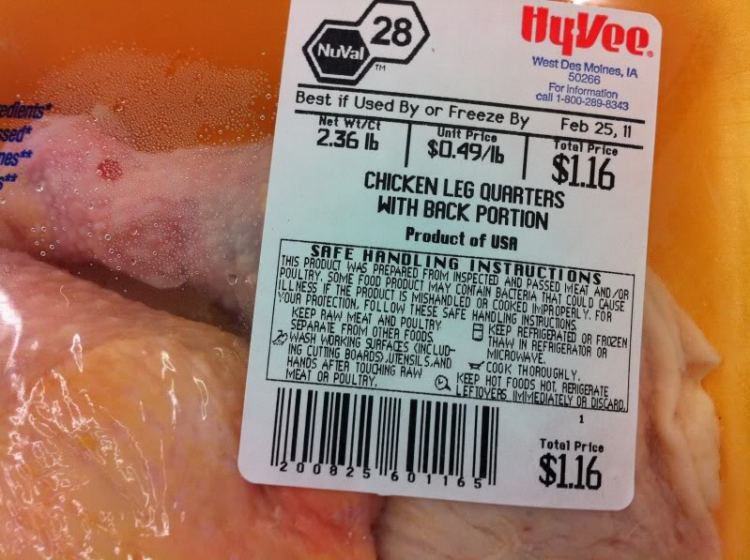 NuVal 28 TM
HyVee
West Des Moines, IA
50266
For information
call 1-800-289-8343
Best if Used By or Freeze By Feb 25, 11
Net Wt/Ct Unit Price Total Price
2.36 lb $0.49/lb $1.16
CHICKEN LEG QUARTERS
WITH BACK PORTION
Product of USA
SAFE HANDLING INSTRUCTIONS
THIS PRODUCT WAS PREPARED FROM INSPECTED AND PASSED MEAT AND/OR
POULTRY. SOME FOOD PRODUCT MAY CONTAIN BACTERIA THAT COULD CAUSE
ILLNESS IF THE PRODUCT IS MISHANDLED OR COOKED IMPROPERLY. FOR
YOUR PROTECTION, FOLLOW THESE SAFE HANDLING INSTRUCTIONS.
KEEP RAW MEAT AND POULTRY
SEPARATE FROM OTHER FOODS.
WASH WORKING SURFACES (INCLUD-
ING CUTTING BOARDS),UTENSILS,AND
HANDS AFTER TOUCHING RAW
MEAT OR POULTRY.
KEEP REFRIGERATED OR FROZEN
THAW IN REFRIGERATOR OR
MICROWAVE.
COOK THOROUGHLY.
KEEP HOT FOODS HOT. RERIGERATE
LEFTOVERS IMMEDIATELY OR DISCARD.
1
Total Price
$1.16
200825 601165
edients*
ssed*
nes**
s**